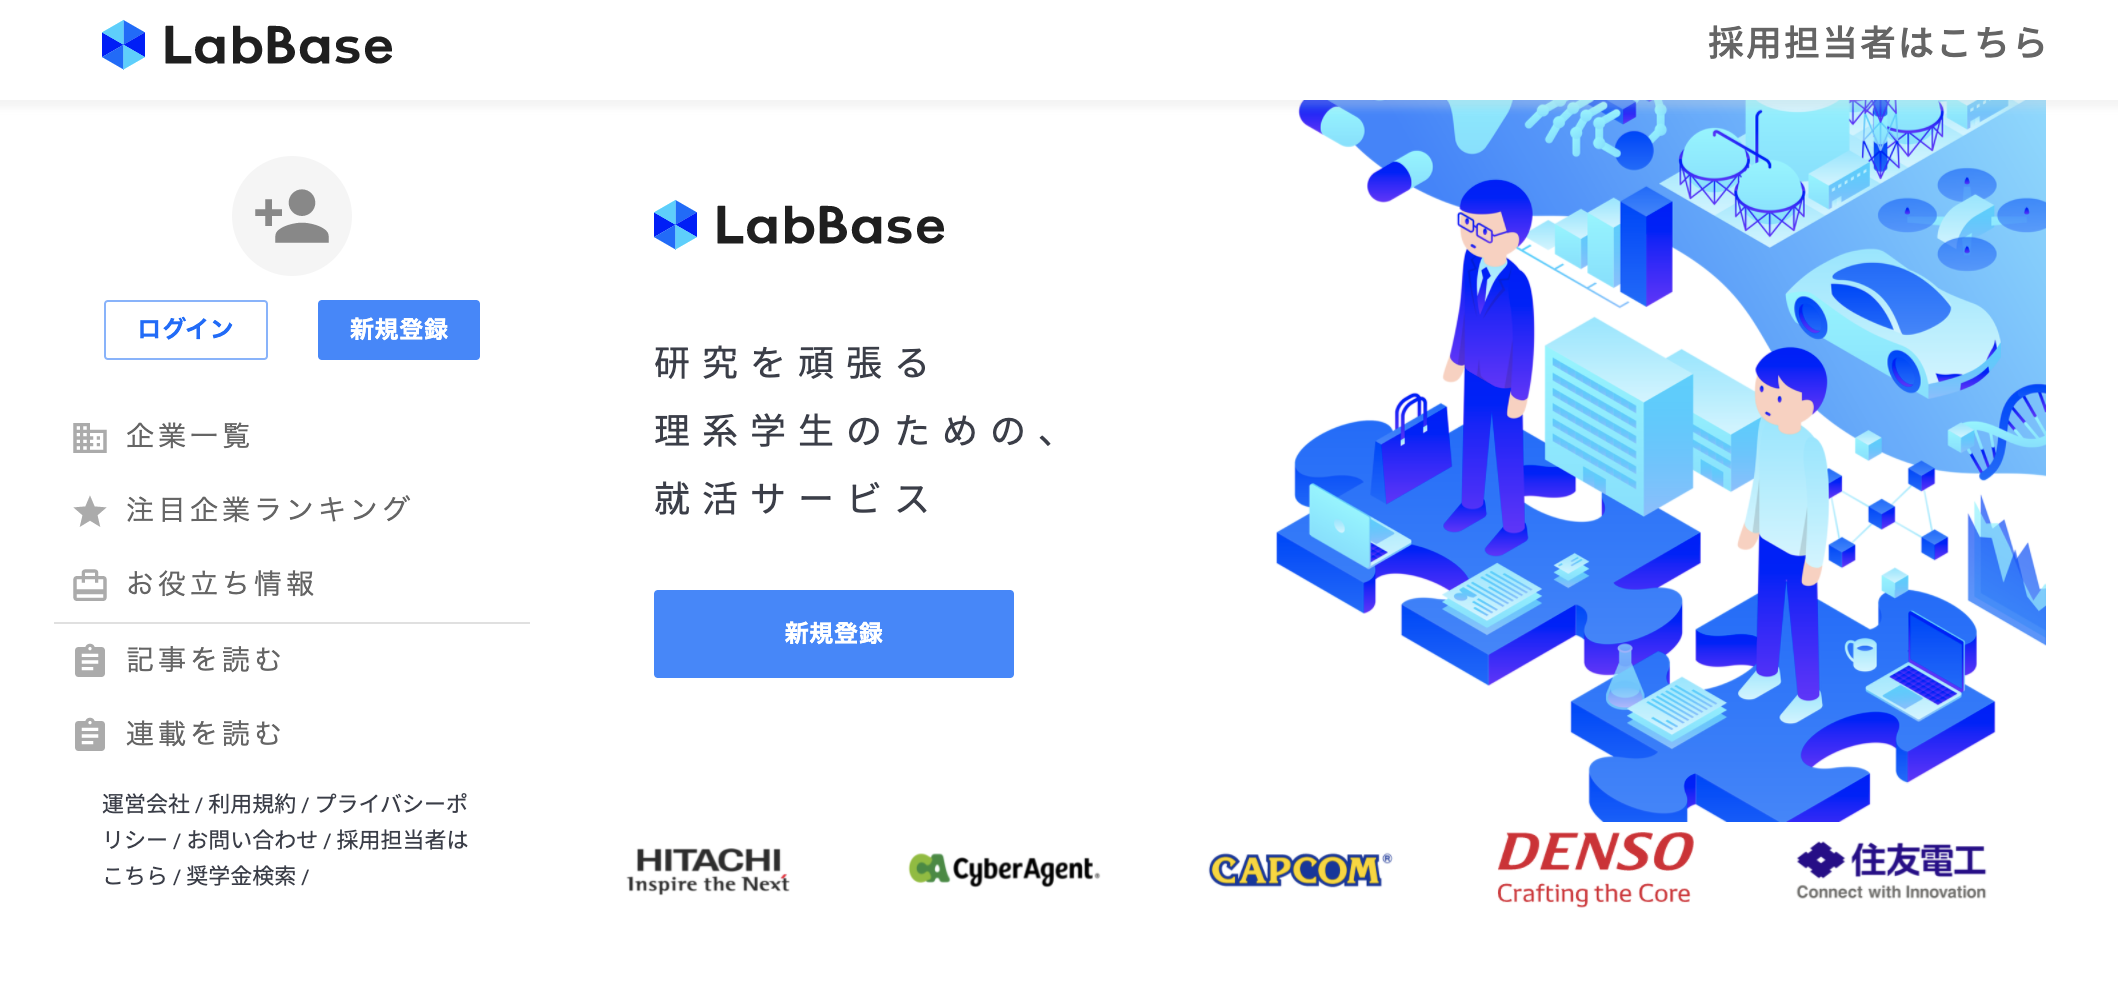 LabBase
採用担当者はこちら
ログイン
新規登録
企業一覧
注目企業ランキング
お役立ち情報
記事を読む
連載を読む
運営会社 / 利用規約 / プライバシーポ
リシー / お問い合わせ / 採用担当者は
こちら / 奨学金検索 /
LabBase
研究を頑張る
理系学生のための、
就活サービス
新規登録
HITACHI
Inspire the Next
CA CyberAgent.
CAPCOM®
DENSO
Crafting the Core
住友電工
Connect with Innovation